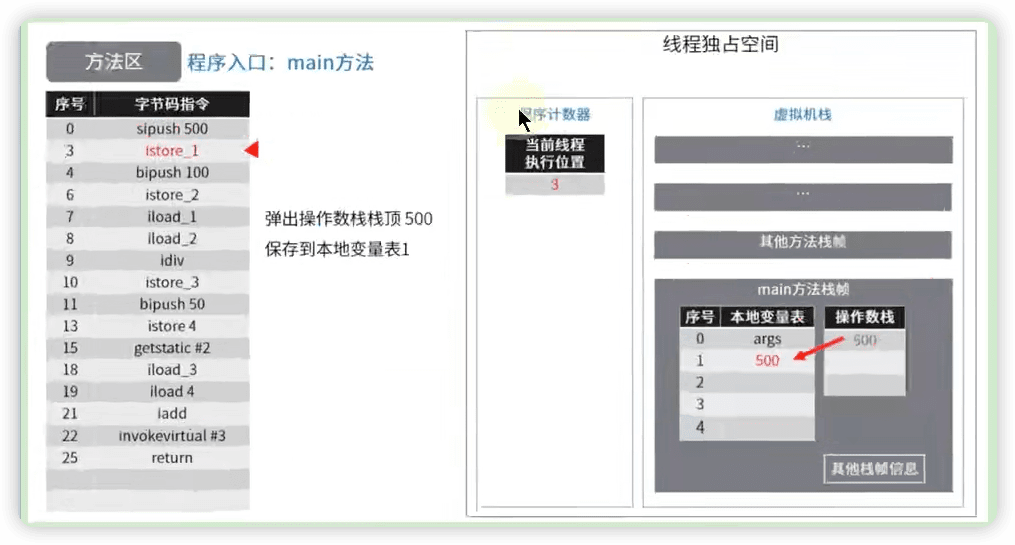 方法区 程序入口：main方法
序号 字节码指令
0 sipush 500
3 istore_1
4 bipush 100
6 istore_2
7 iload_1
8 iload_2
9 idiv
10 istore_3
11 bipush 50
13 istore 4
15 getstatic #2
18 iload_3
19 iload 4
21 iadd
22 invokevirtual #3
25 return
弹出操作数栈栈顶 500
保存到本地变量表1
线程独占空间
程序计数器
当前线程
执行位置
3
虚拟机栈
...
...
其他方法栈帧
main方法栈帧
序号 本地变量表
0 args
1 500
2
3
4
操作数栈
500
其他栈帧信息